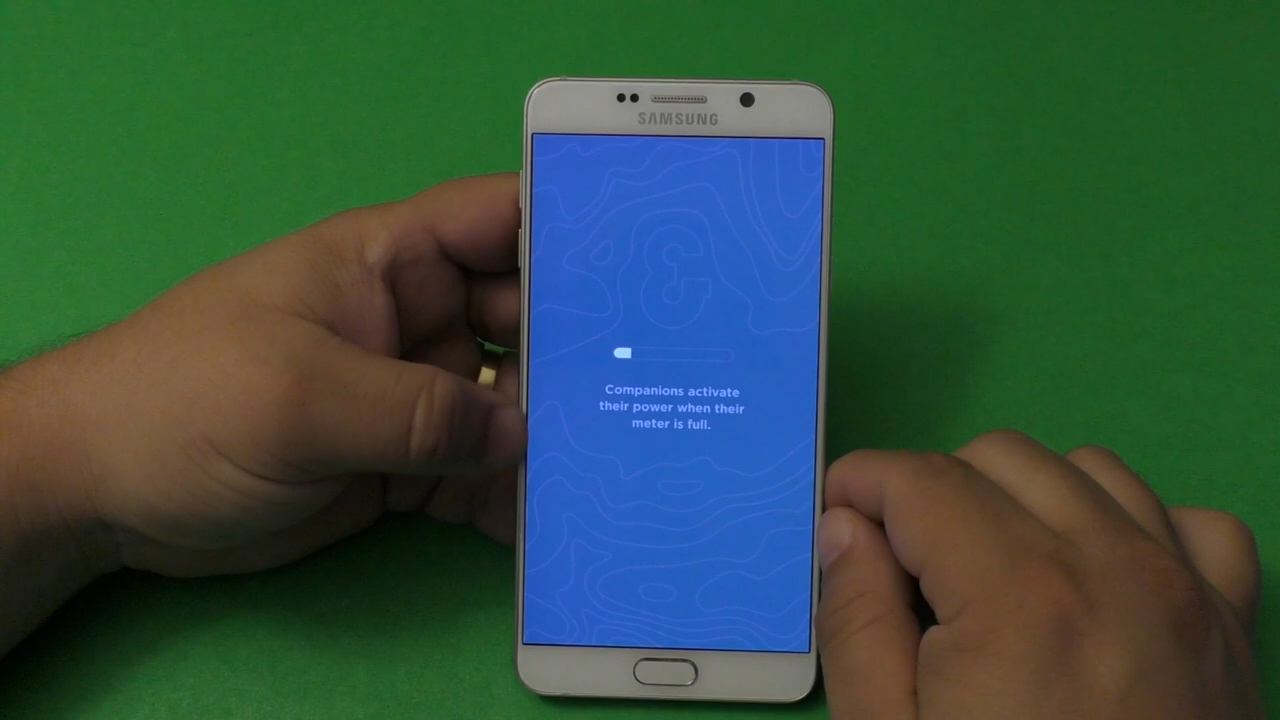 SAMSUNG
Companions activate
their power when their
meter is full.